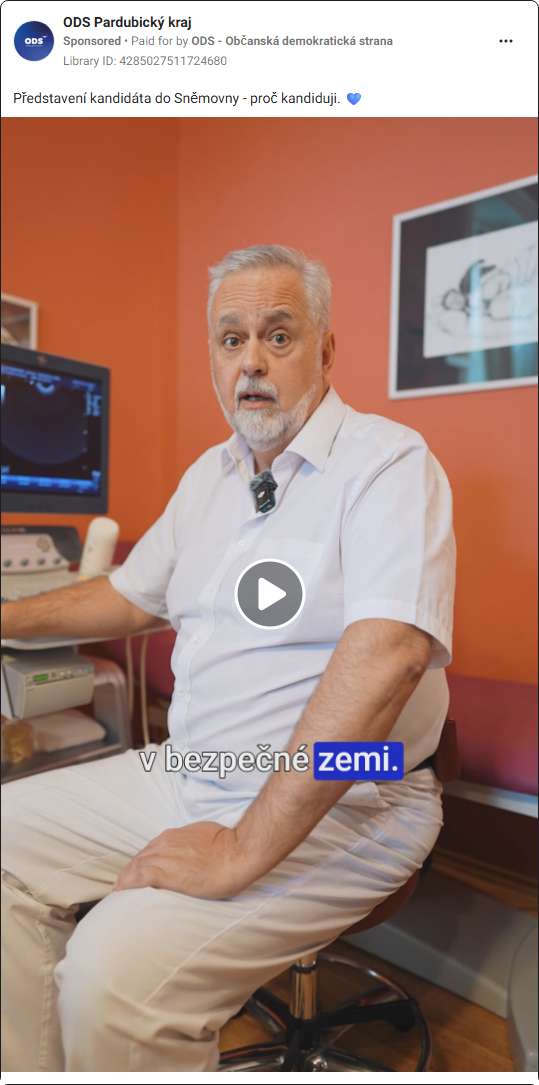 ODS Pardubický kraj
Sponsored • Paid for by ODS - Občanská demokratická strana
Library ID: 4285027511724680
Představení kandidáta do Sněmovny - proč kandiduji. 💙
ODS
v bezpečné zemi.